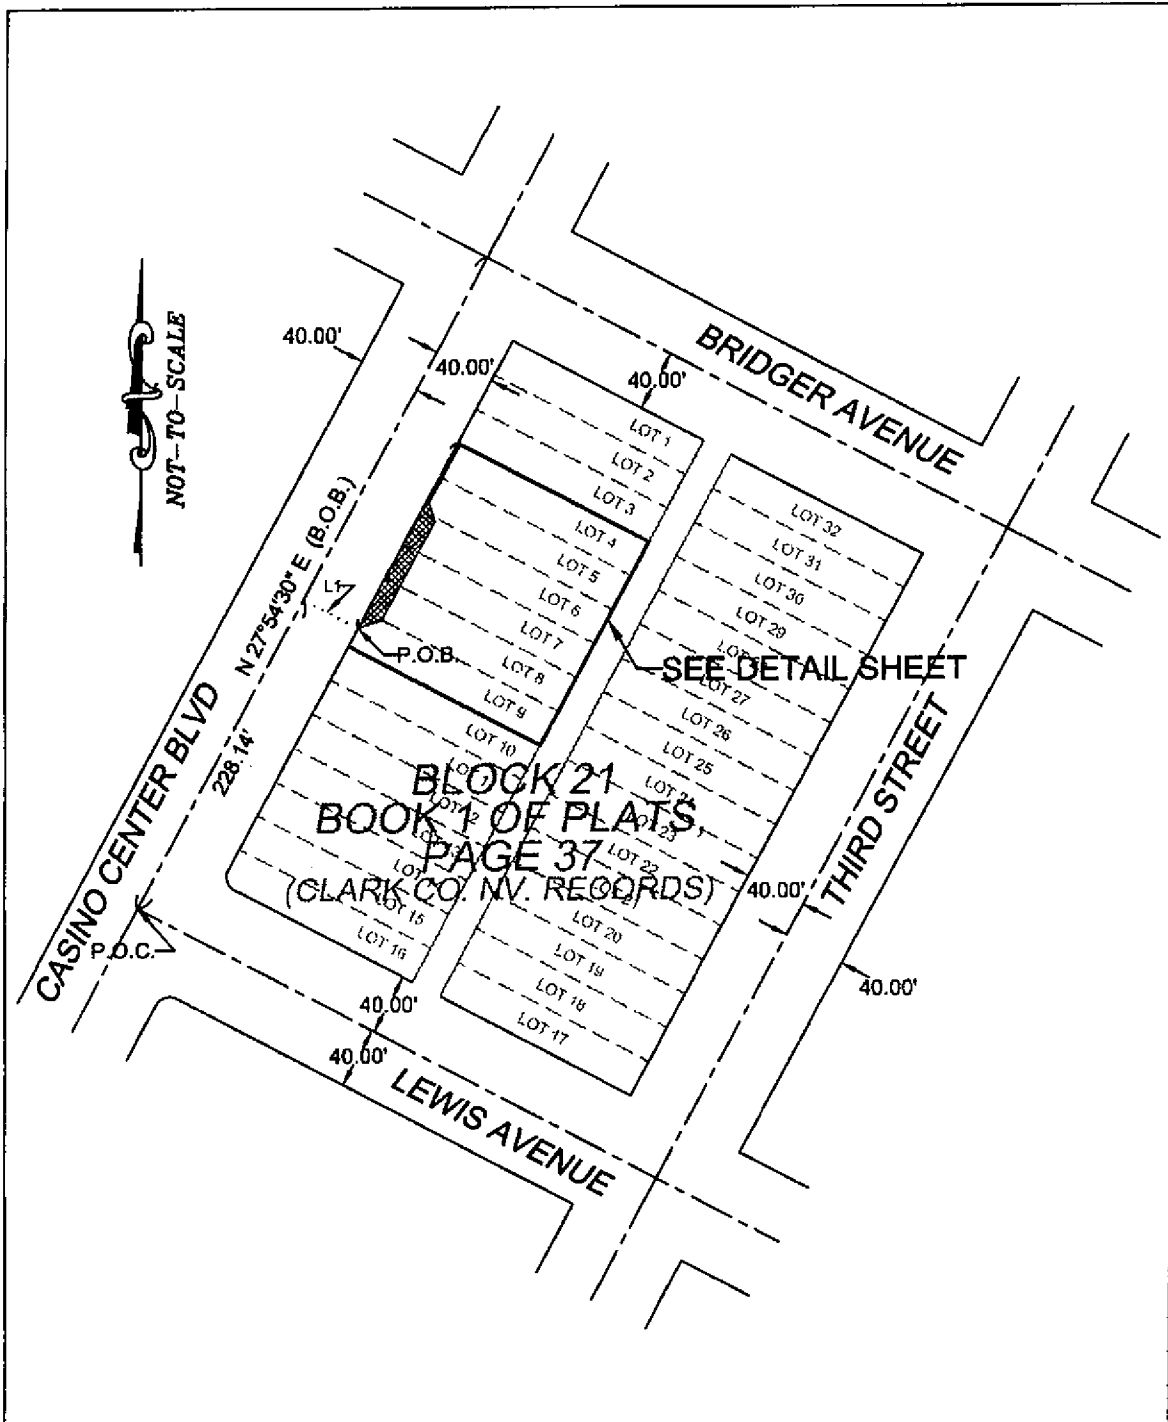 NOT-TO-SCALE
BRIDGER AVENUE
40.00'
40.00'
40.00'
LOT 1
LOT 2
LOT 3
LOT 4
LOT 5
LOT 6
LOT 7
LOT 8
LOT 9
LOT 10
LOT 15
LOT 16
LOT 32
LOT 31
LOT 30
LOT 29
LOT 27
LOT 26
LOT 25
LOT 23
LOT 22
LOT 20
LOT 19
LOT 18
LOT 17
N 27°54'30" E (B.O.B.)
228.14'
L1
P.O.B.
SEE DETAIL SHEET
CASINO CENTER BLVD
BLOCK 21
BOOK 1 OF PLATS
PAGE 37
(CLARK CO. NV. RECORDS)
THIRD STREET
40.00'
40.00'
P.O.C.
40.00'
40.00'
LEWIS AVENUE